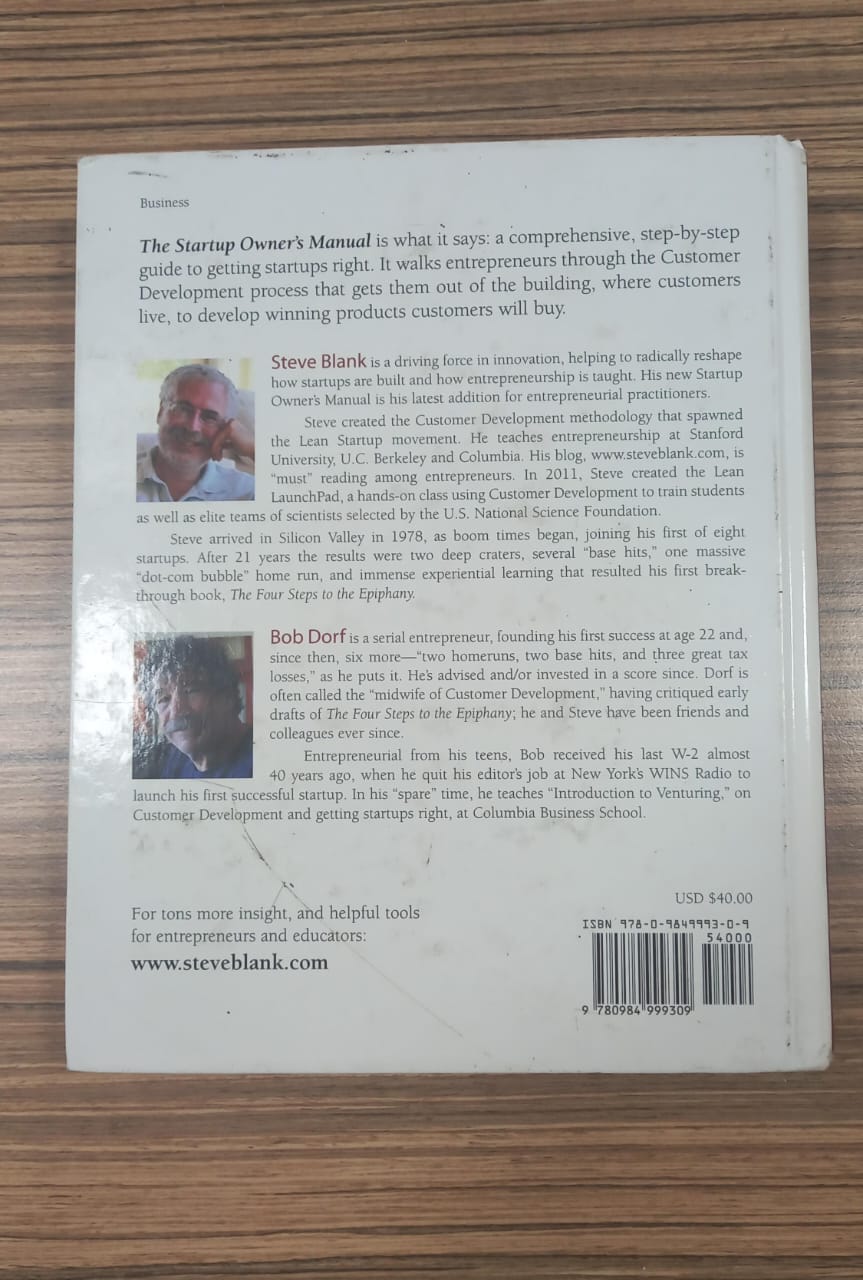 Business
The Startup Owner's Manual is what it says: a comprehensive, step-by-step
guide to getting startups right. It walks entrepreneurs through the Customer
Development process that gets them out of the building, where customers
live, to develop winning products customers will buy.
Steve Blank is a driving force in innovation, helping to radically reshape
how startups are built and how entrepreneurship is taught. His new Startup
Owner's Manual is his latest addition for entrepreneurial practitioners.
Steve created the Customer Development methodology that spawned
the Lean Startup movement. He teaches entrepreneurship at Stanford
University, U.C. Berkeley and Columbia. His blog, www.steveblank.com, is
"must" reading among entrepreneurs. In 2011, Steve created the Lean
LaunchPad, a hands-on class using Customer Development to train students
as well as elite teams of scientists selected by the U.S. National Science Foundation.
Steve arrived in Silicon Valley in 1978, as boom times began, joining his first of eight
startups. After 21 years the results were two deep craters, several "base hits," one massive
"dot-com bubble" home run, and immense experiential learning that resulted his first break-
through book, The Four Steps to the Epiphany.
Bob Dorf is a serial entrepreneur, founding his first success at age 22 and,
since then, six more—"two homeruns, two base hits, and three great tax
losses," as he puts it. He's advised and/or invested in a score since. Dorf is
often called the "midwife of Customer Development," having critiqued early
drafts of The Four Steps to the Epiphany; he and Steve have been friends and
colleagues ever since.
Entrepreneurial from his teens, Bob received his last W-2 almost
40 years ago, when he quit his editor's job at New York's WINS Radio to
launch his first successful startup. In his "spare" time, he teaches "Introduction to Venturing," on
Customer Development and getting startups right, at Columbia Business School.
For tons more insight, and helpful tools
for entrepreneurs and educators:
www.steveblank.com
USD $40.00
ISBN 978-0-9849993-0-9
54000
9 780984 999309